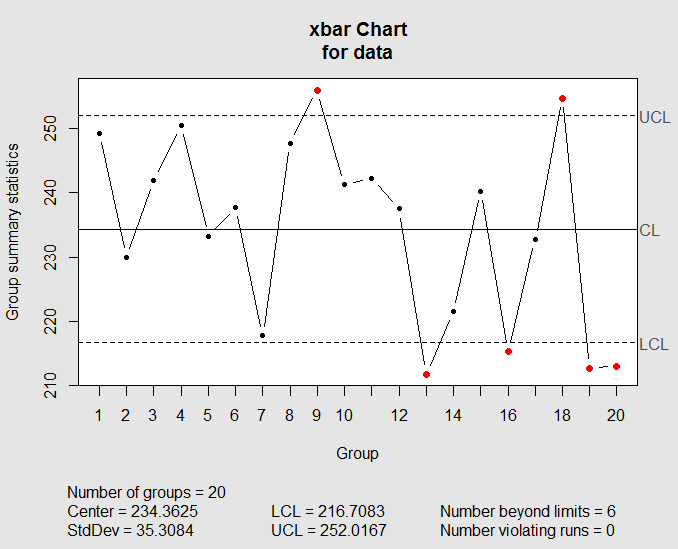 xbar Chart
for data
Group summary statistics
250
240
230
220
210
UCL
CL
LCL
1 2 3 4 5 6 7 8 9 10 12 14 16 18 20
Group
Number of groups = 20
Center = 234.3625 LCL = 216.7083 Number beyond limits = 6
StdDev = 35.3084 UCL = 252.0167 Number violating runs = 0